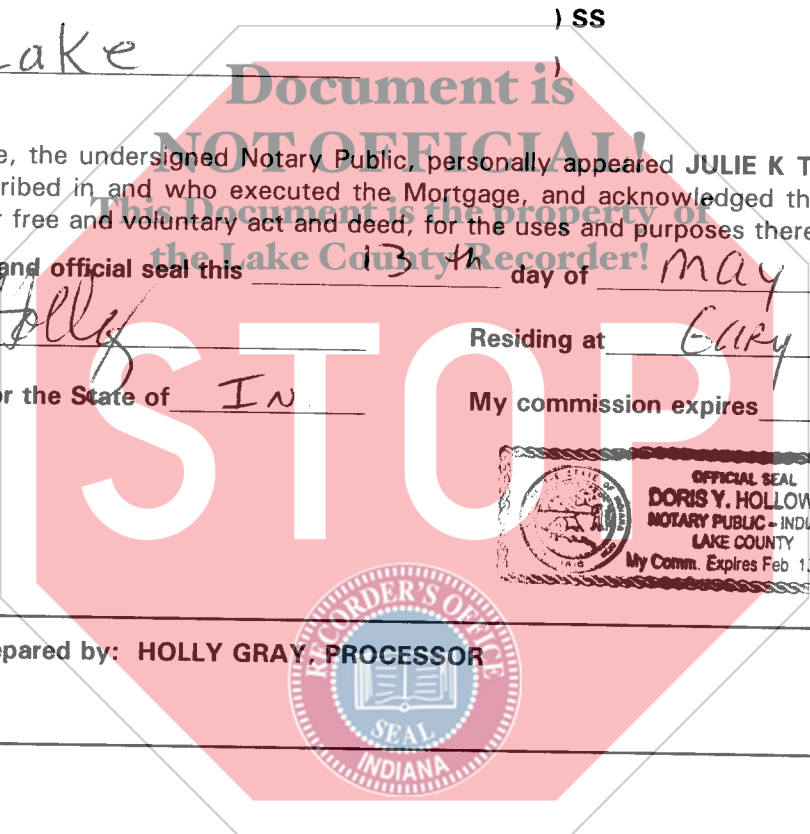 ) SS
Lake )
Document is
NOT OFFICIAL!
This Document is the property of
the Lake County Recorder!
e, the undersigned Notary Public, personally appeared JULIE K T
ribed in and who executed the Mortgage, and acknowledged th
r free and voluntary act and deed, for the uses and purposes there
and official seal this 13th day of May
Holly
Residing at Gary
or the State of IN
My commission expires
STOP
OFFICIAL SEAL
DORIS Y. HOLLOW
NOTARY PUBLIC - INDI
LAKE COUNTY
My Comm. Expires Feb 1
epared by: HOLLY GRAY, PROCESSOR
RECORDER'S OFFICE
SEAL
INDIANA